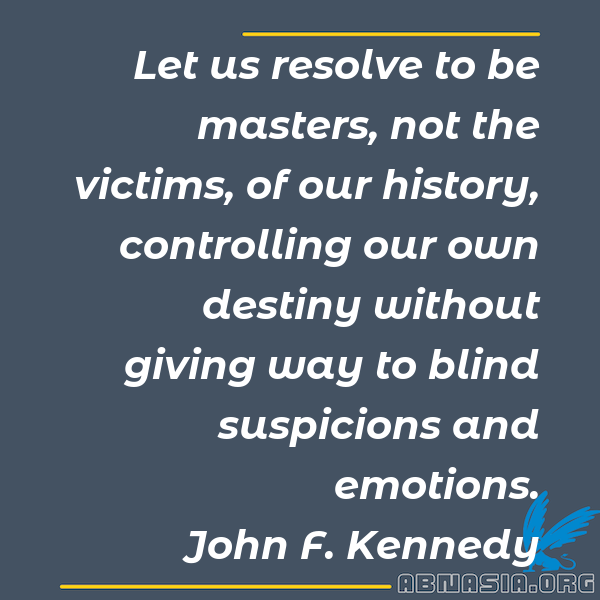 Let us resolve to be
masters, not the
victims, of our history,
controlling our own
destiny without
giving way to blind
suspicions and
emotions.
John F. Kennedy
ABNASIA.ORG